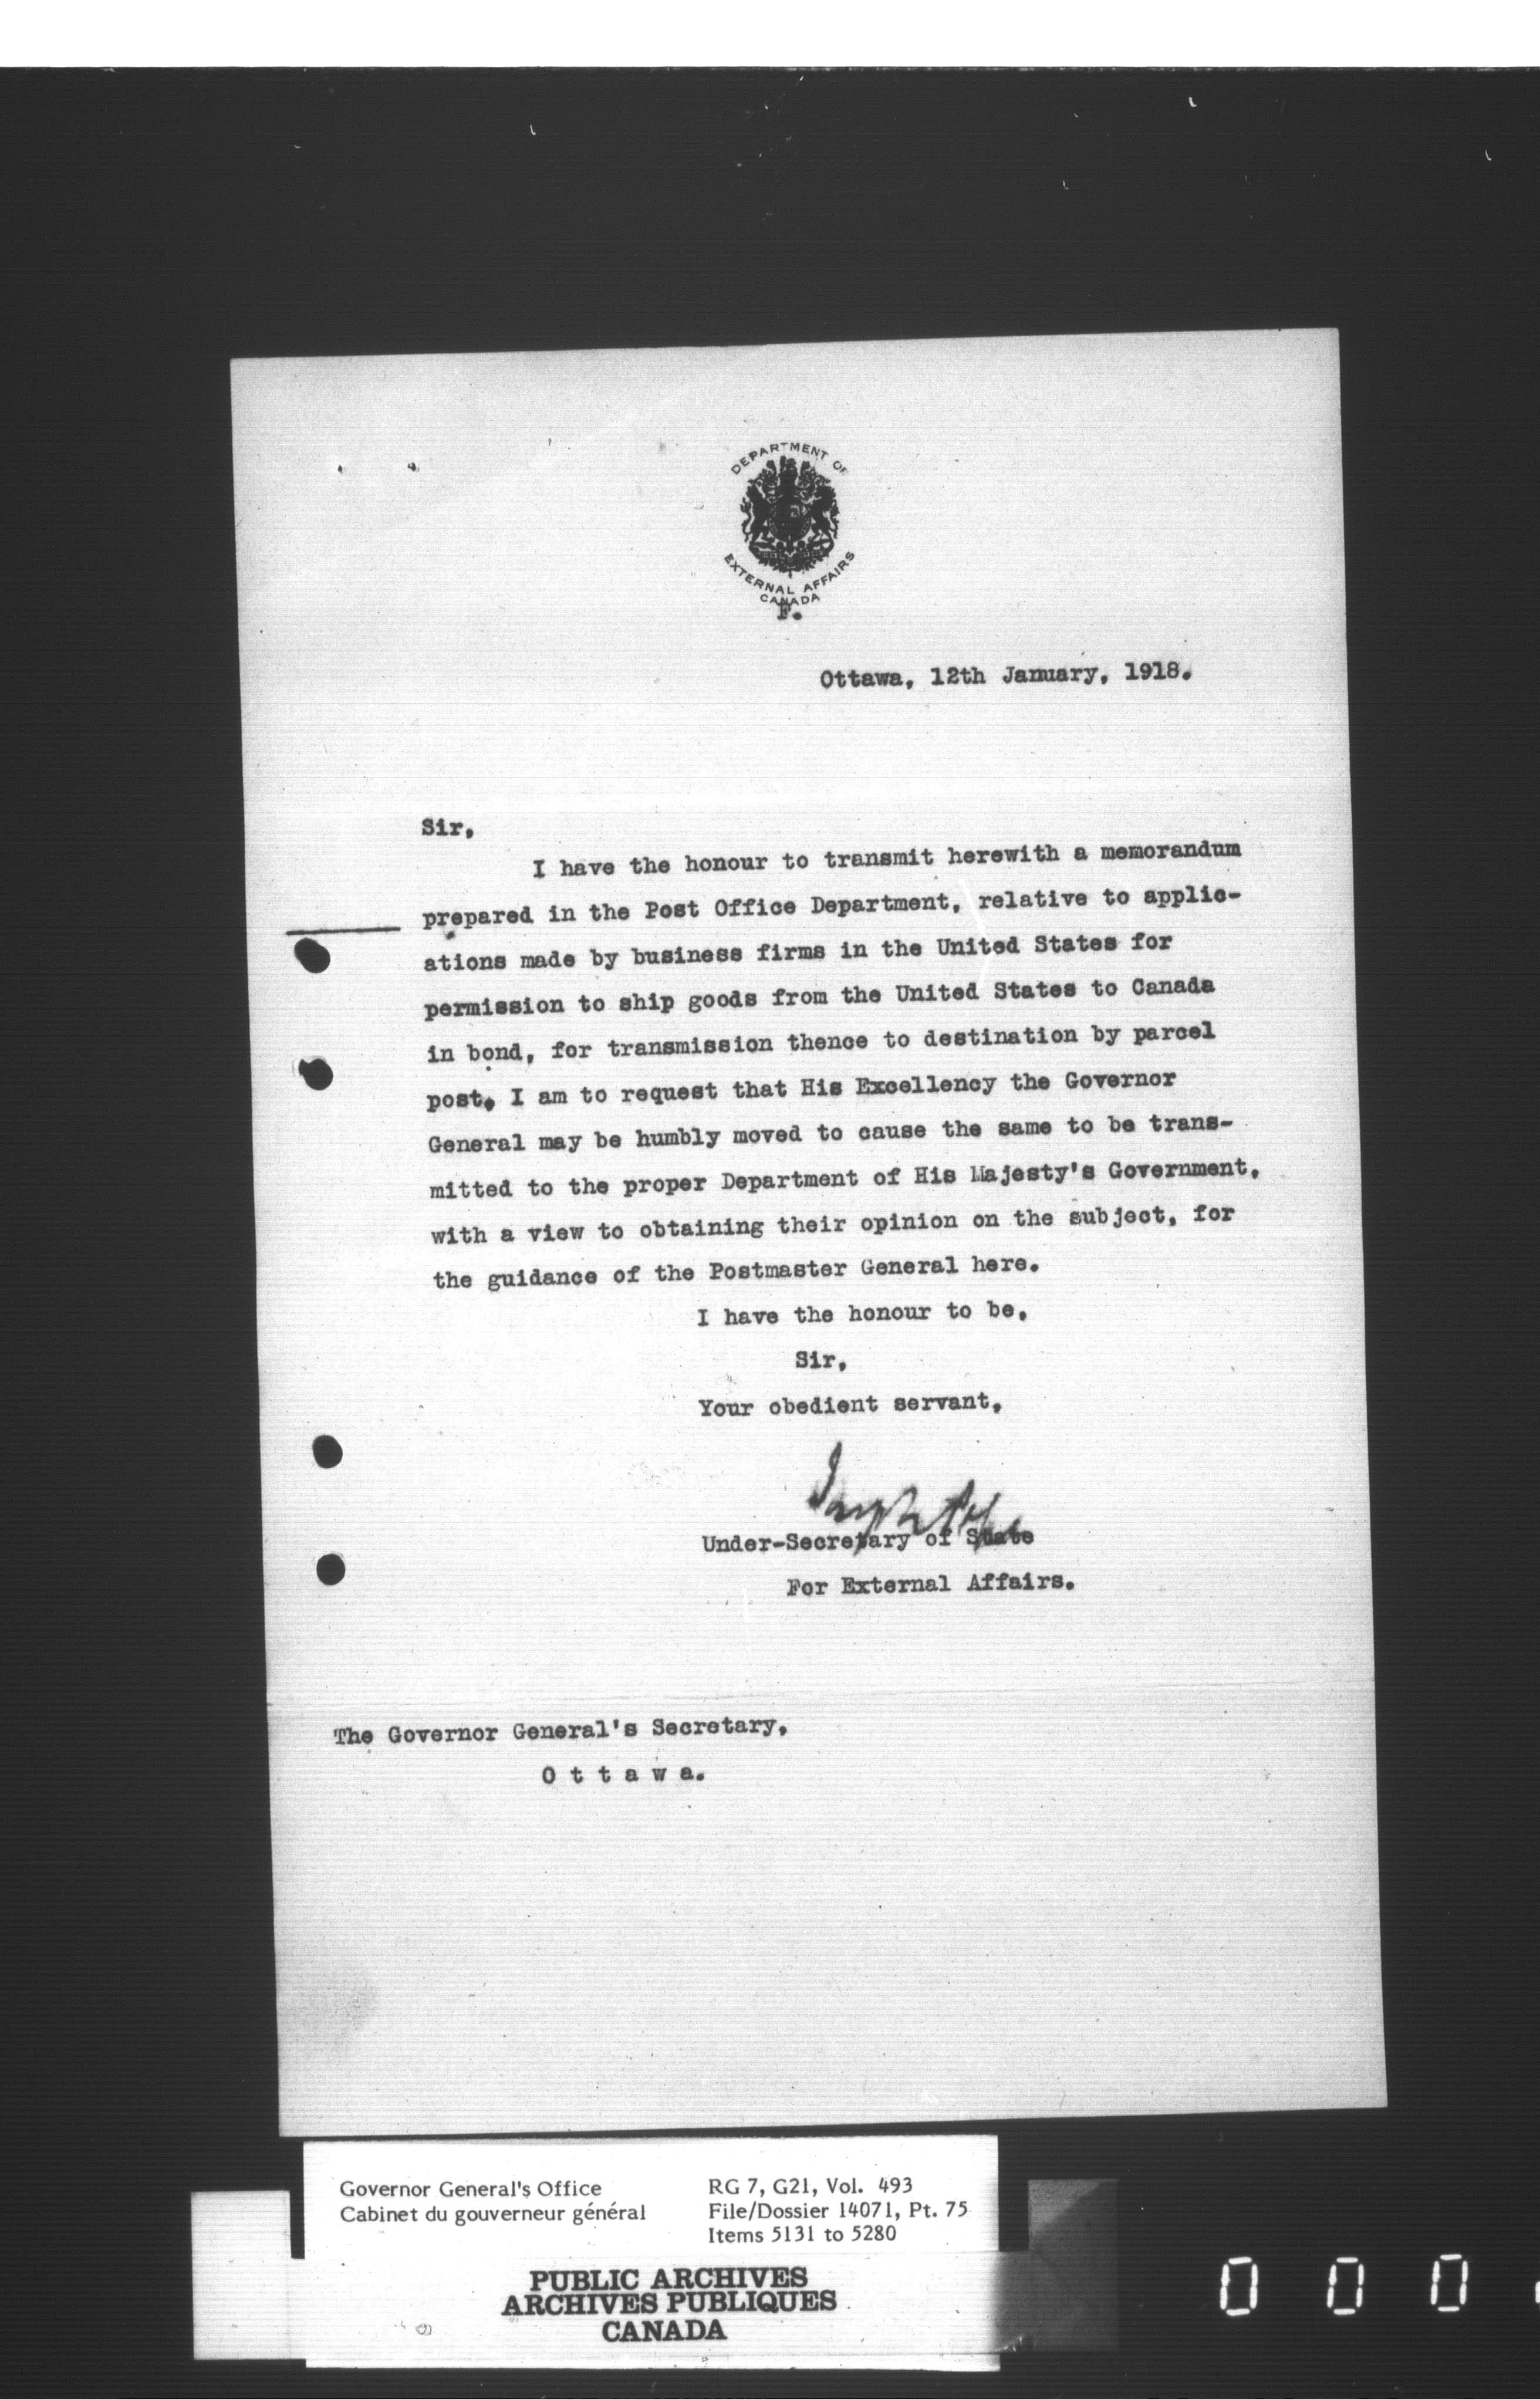 DEPARTMENT OF
EXTERNAL AFFAIRS
CANADA
F.
Ottawa, 12th January, 1918.
Sir,
I have the honour to transmit herewith a memorandum
prepared in the Post Office Department, relative to applic-
ations made by business firms in the United States for
permission to ship goods from the United States to Canada
in bond, for transmission thence to destination by parcel
post. I am to request that His Excellency the Governor
General may be humbly moved to cause the same to be trans-
mitted to the proper Department of His Majesty's Government,
with a view to obtaining their opinion on the subject, for
the guidance of the Postmaster General here.
I have the honour to be,
Sir,
Your obedient servant,
Under-Secretary of State
For External Affairs.
The Governor General's Secretary,
O t t a w a.
Governor General's Office
Cabinet du gouverneur général
RG 7, G21, Vol. 493
File/Dossier 14071, Pt. 75
Items 5131 to 5280
PUBLIC ARCHIVES
ARCHIVES PUBLIQUES
CANADA
0 0 0